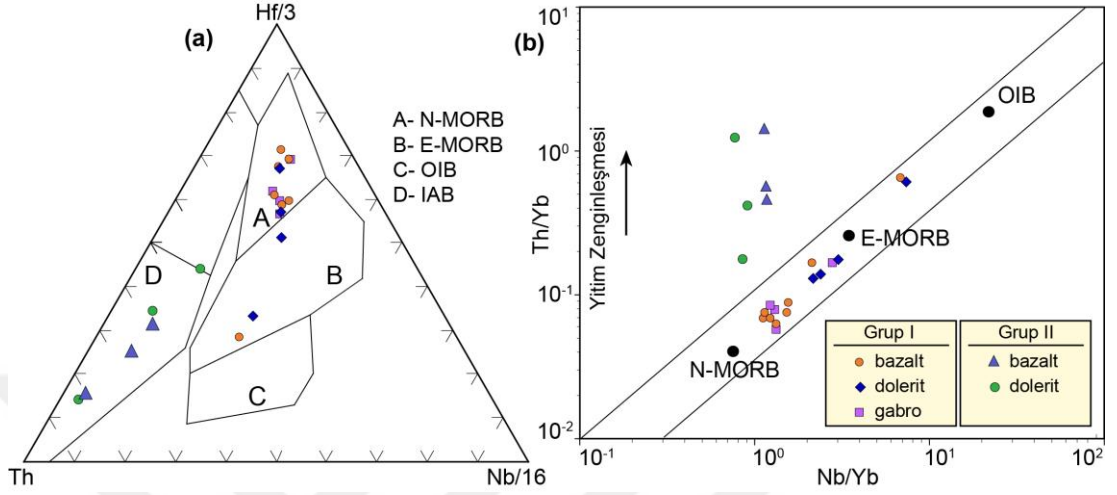 (a)
Hf/3
A- N-MORB
B- E-MORB
C- OIB
D- IAB
A
B
C
D
Th
Nb/16
(b)
10¹
10⁰
10⁻¹
10⁻²
Th/Yb
Yitim Zenginleşmesi
OIB
E-MORB
N-MORB
Grup I
bazalt
dolerit
gabro
Grup II
bazalt
dolerit
10⁻¹
10⁰
10¹
10²
Nb/Yb